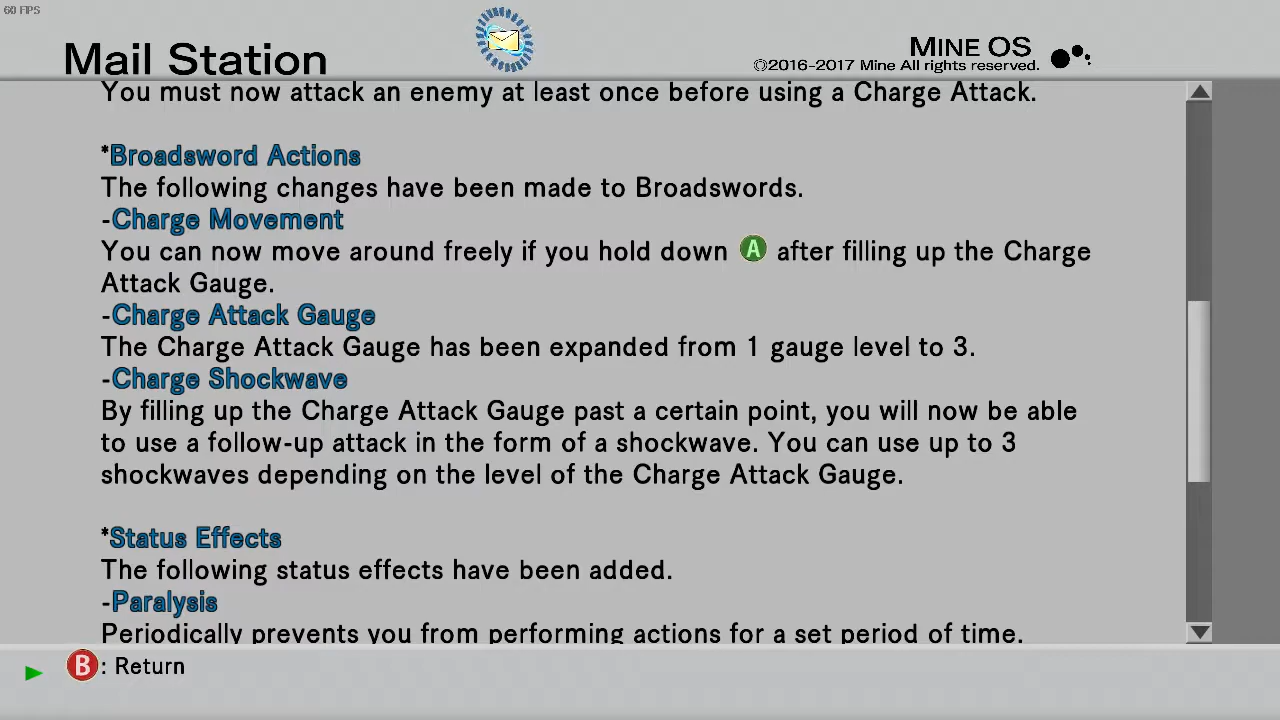 60 FPS
Mail Station
MINE OS
©2016-2017 Mine All rights reserved.
You must now attack an enemy at least once before using a Charge Attack.
*Broadsword Actions
The following changes have been made to Broadswords.
-Charge Movement
You can now move around freely if you hold down A after filling up the Charge
Attack Gauge.
-Charge Attack Gauge
The Charge Attack Gauge has been expanded from 1 gauge level to 3.
-Charge Shockwave
By filling up the Charge Attack Gauge past a certain point, you will now be able
to use a follow-up attack in the form of a shockwave. You can use up to 3
shockwaves depending on the level of the Charge Attack Gauge.
*Status Effects
The following status effects have been added.
-Paralysis
Periodically prevents you from performing actions for a set period of time.
B: Return